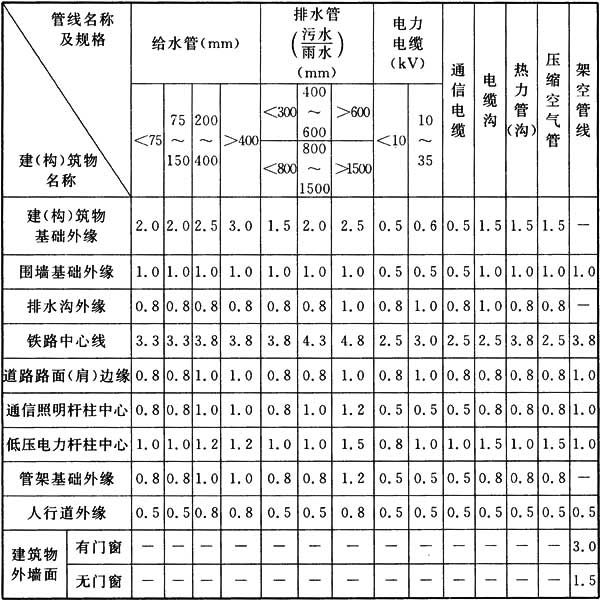 管线名称
及规格
建(构)筑物
名称
给水管(mm)
<75
75
～
150
200
～
400
>400
排水管
(污水
雨水)
(mm)
<300
400
～
600
>600
<800
800
～
1500
>1500
电力
电缆
(kV)
<10
10
～
35
通信电缆
电缆沟
热力管(沟)
压缩空气管
架空管线
建(构)筑物
基础外缘 2.0 2.0 2.5 3.0 1.5 2.0 2.5 0.5 0.6 0.5 1.5 1.5 1.5 —
围墙基础外缘 1.0 1.0 1.0 1.0 1.0 1.0 1.0 0.5 0.5 0.5 1.0 1.0 1.0 1.0
排水沟外缘 0.8 0.8 0.8 0.8 0.8 0.8 1.0 0.8 1.0 0.8 1.0 0.8 0.8 —
铁路中心线 3.3 3.3 3.8 3.8 3.8 4.3 4.8 2.5 3.0 2.5 2.5 3.8 2.5 3.8
道路路面(肩)边缘 0.8 0.8 1.0 1.0 0.8 0.8 1.0 0.8 1.0 0.8 0.8 0.8 0.8 1.0
通信照明杆柱中心 0.8 0.8 1.0 1.0 0.8 1.0 1.2 0.5 0.5 0.5 0.8 0.8 0.8 1.0
低压电力杆柱中心 1.0 1.0 1.2 1.2 1.0 1.0 1.5 0.8 1.0 1.0 1.5 1.0 1.5 1.0
管架基础外缘 0.8 0.8 1.0 1.0 0.8 0.8 1.2 0.5 0.5 0.5 0.8 0.8 0.8 —
人行道外缘 0.5 0.5 0.8 0.8 0.5 0.5 0.8 0.5 0.5 0.5 0.5 0.5 0.5 0.5
建筑物
外墙面
有门窗 — — — — — — — — — — — — — 3.0
无门窗 — — — — — — — — — — — — — 1.5